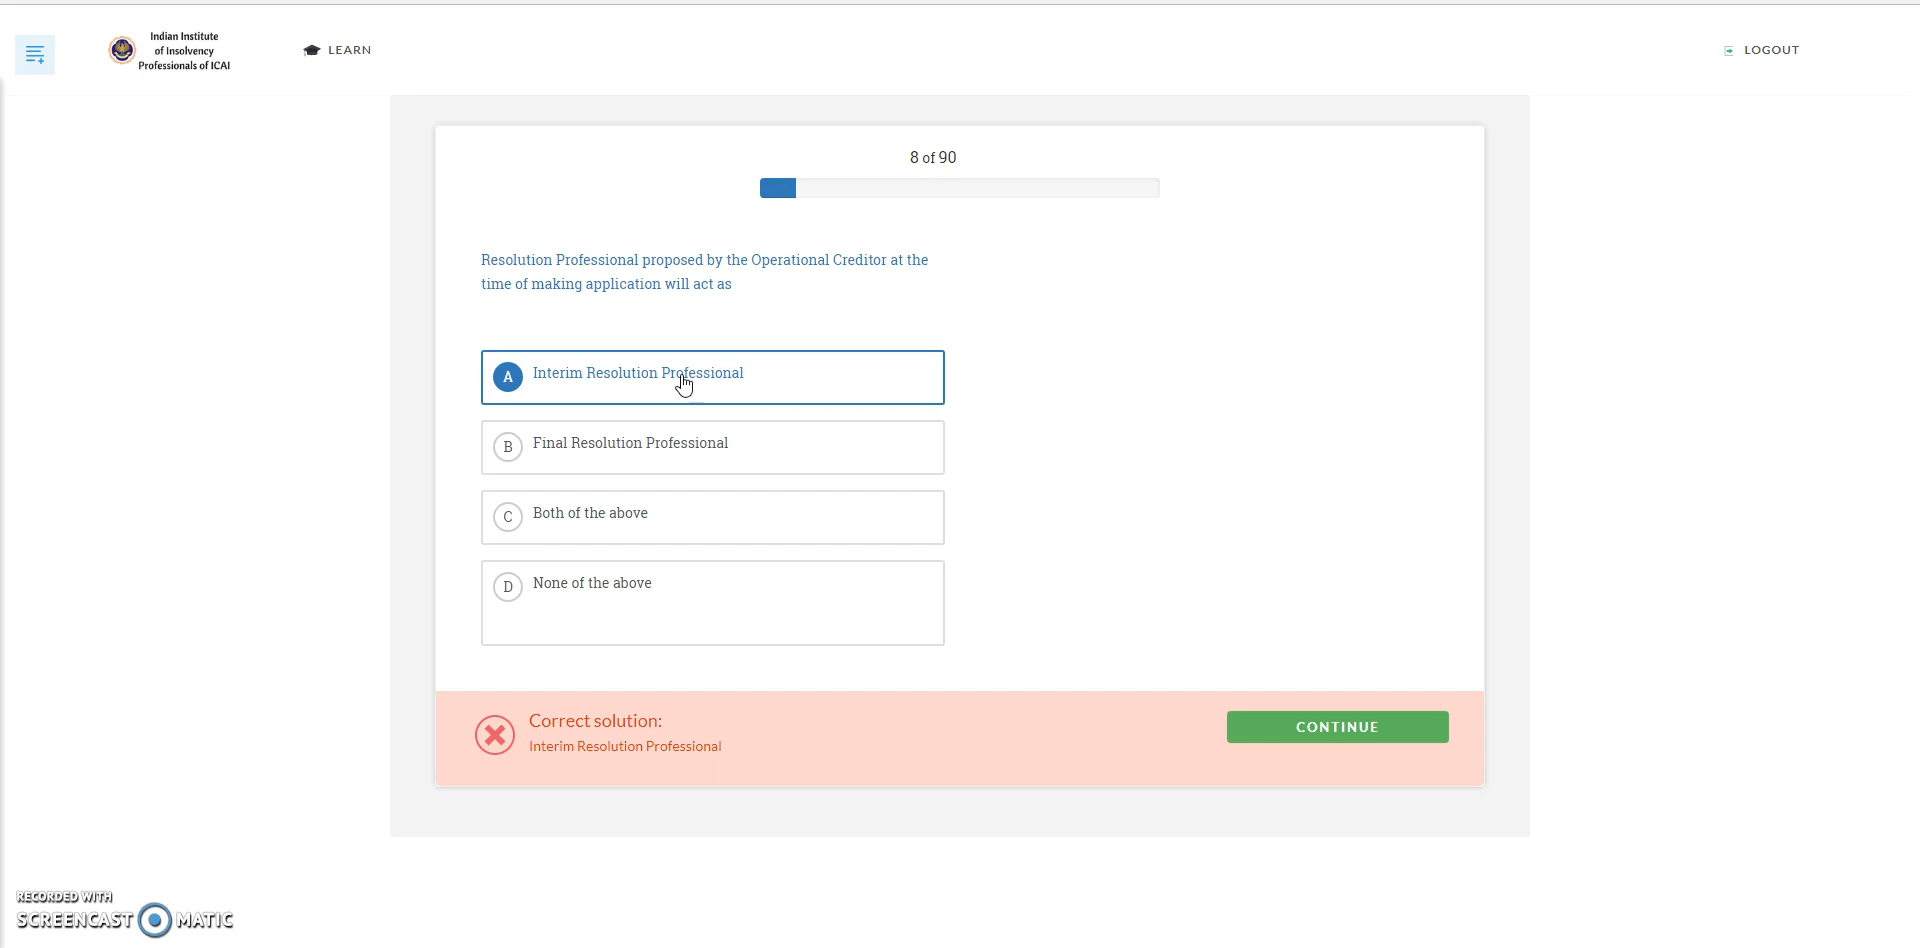 Indian Institute
of Insolvency
Professionals of ICAI
LEARN
LOGOUT
8 of 90
Resolution Professional proposed by the Operational Creditor at the
time of making application will act as
A Interim Resolution Professional
B Final Resolution Professional
C Both of the above
D None of the above
Correct solution:
Interim Resolution Professional
CONTINUE
RECORDED WITH
SCREENCAST MATIC